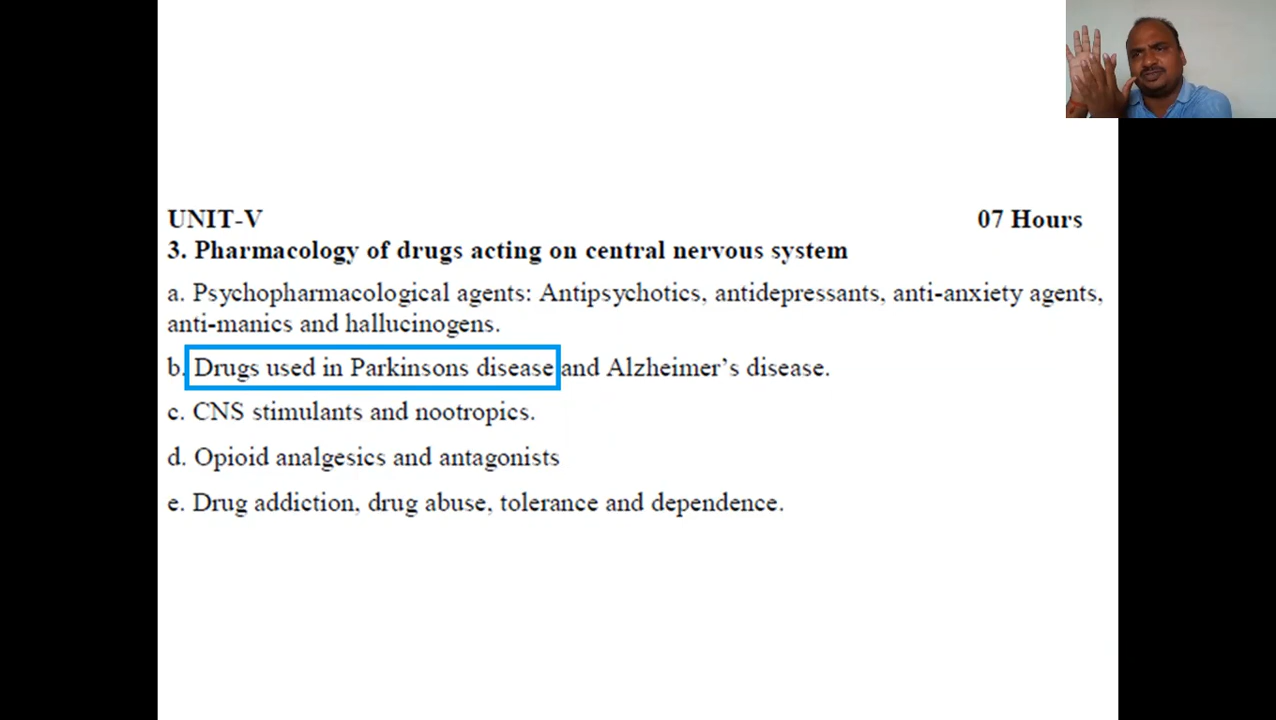 UNIT-V 07 Hours
3. Pharmacology of drugs acting on central nervous system
a. Psychopharmacological agents: Antipsychotics, antidepressants, anti-anxiety agents,
anti-manics and hallucinogens.
b. Drugs used in Parkinsons disease and Alzheimer’s disease.
c. CNS stimulants and nootropics.
d. Opioid analgesics and antagonists
e. Drug addiction, drug abuse, tolerance and dependence.